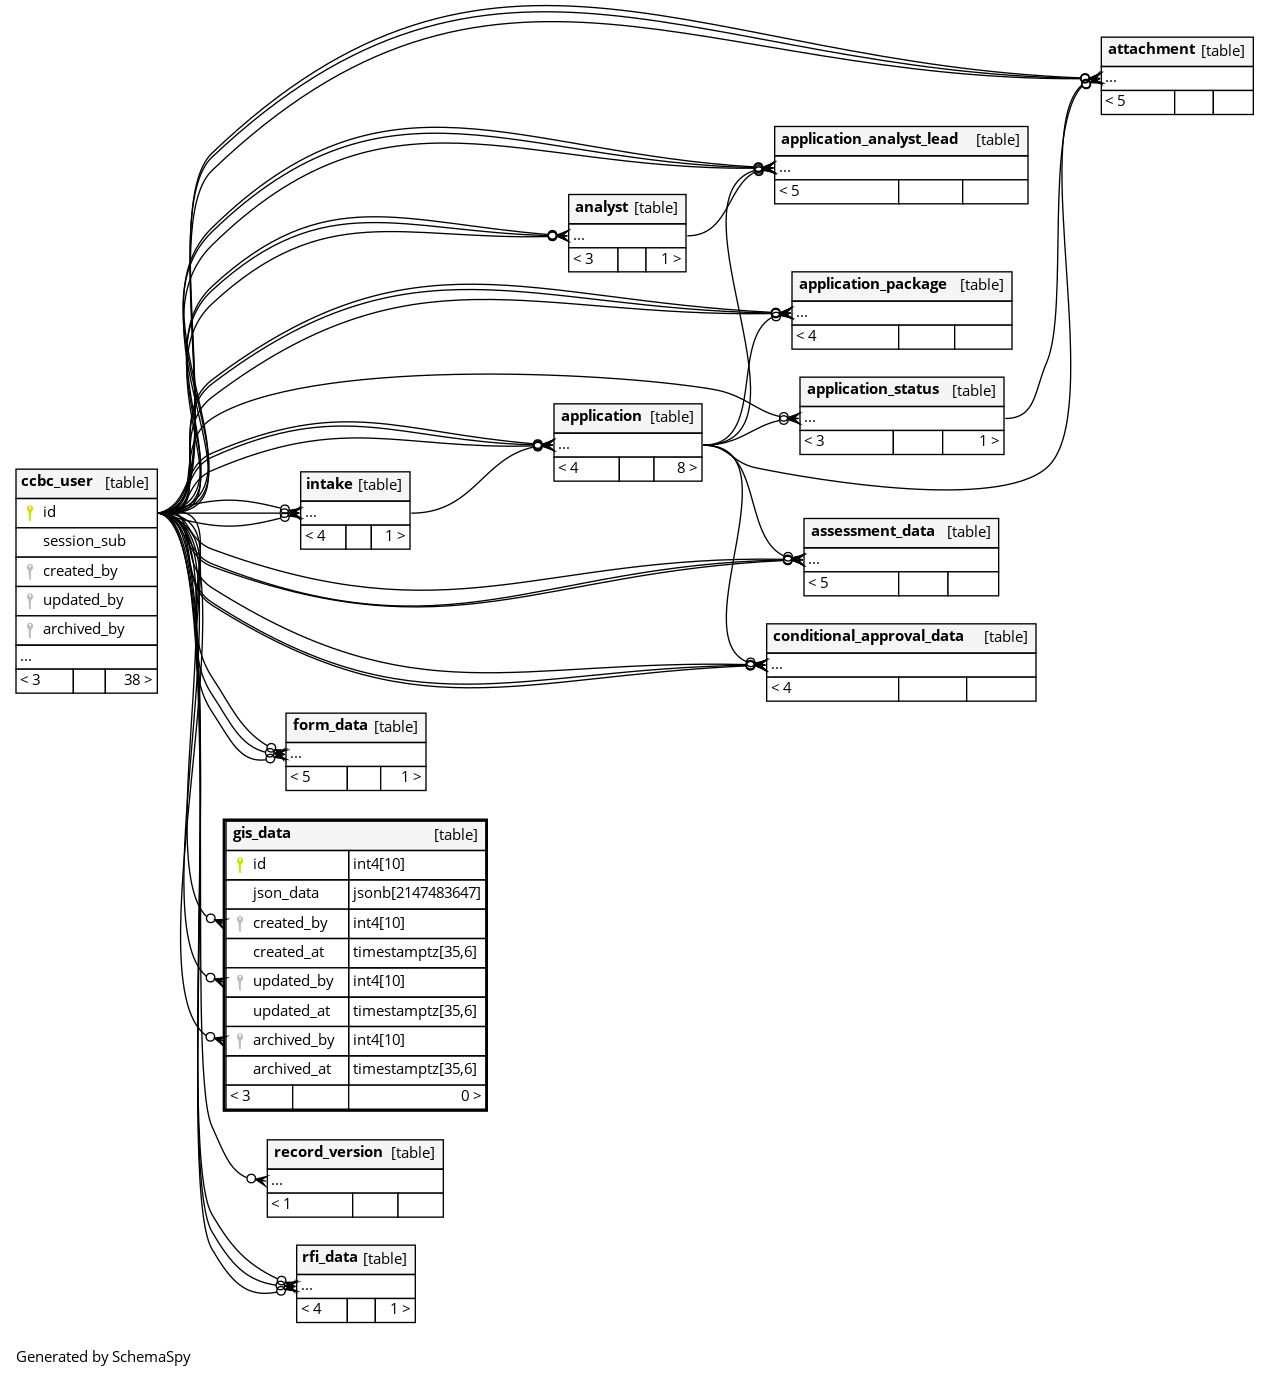 attachment [table]
...
< 5
application_analyst_lead [table]
...
< 5
analyst [table]
...
< 3 1 >
application_package [table]
...
< 4
application_status [table]
...
< 3 1 >
application [table]
...
< 4 8 >
ccbc_user [table]
id
session_sub
created_by
updated_by
archived_by
...
< 3 38 >
intake [table]
...
< 4 1 >
assessment_data [table]
...
< 5
conditional_approval_data [table]
...
< 4
form_data [table]
...
< 5 1 >
gis_data [table]
id int4[10]
json_data jsonb[2147483647]
created_by int4[10]
created_at timestamptz[35,6]
updated_by int4[10]
updated_at timestamptz[35,6]
archived_by int4[10]
archived_at timestamptz[35,6]
< 3 0 >
record_version [table]
...
< 1
rfi_data [table]
...
< 4 1 >
Generated by SchemaSpy